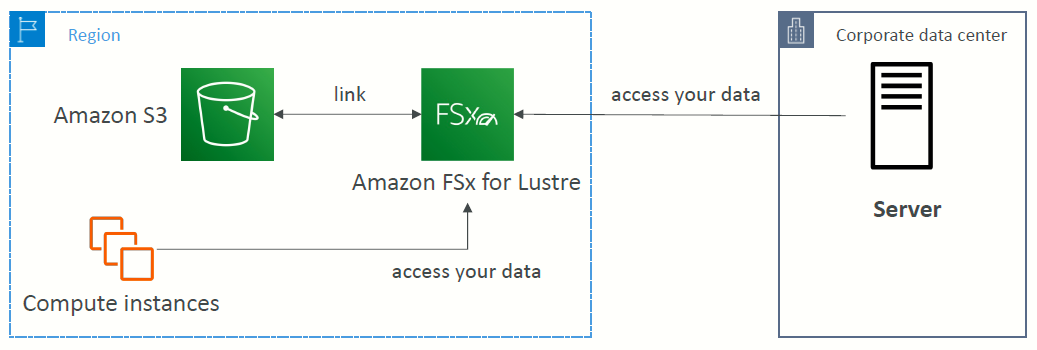 Region
Corporate data center
link
access your data
Amazon S3
FSx
Amazon FSx for Lustre
Server
access your data
Compute instances